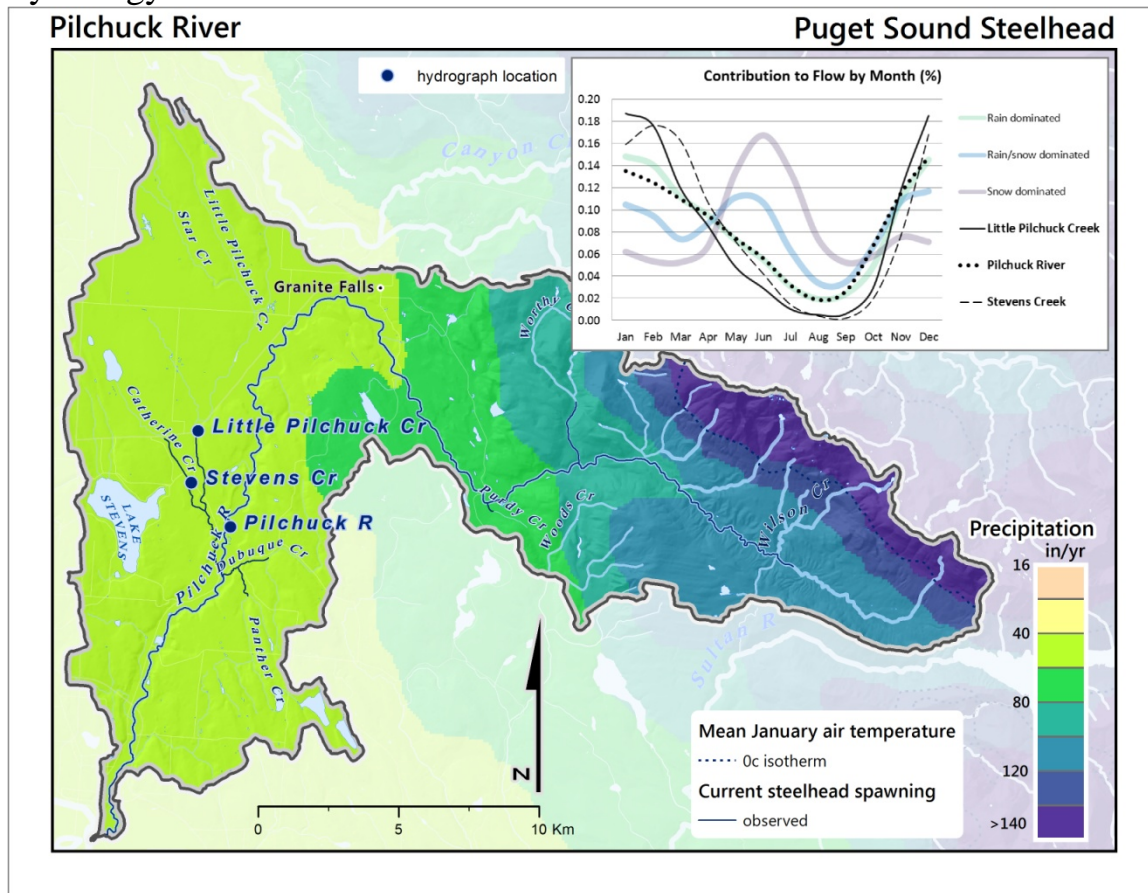 Pilchuck River
Puget Sound Steelhead
hydrograph location
Contribution to Flow by Month (%)
0.20
0.18
0.16
0.14
0.12
0.10
0.08
0.06
0.04
0.02
0.00
Jan Feb Mar Apr May Jun Jul Aug Sep Oct Nov Dec
Rain dominated
Rain/snow dominated
Snow dominated
Little Pilchuck Creek
Pilchuck River
Stevens Creek
Canyon
Little Pilchuck Cr
Star Cr
Granite Falls
Worthy
Catherine Cr
Little Pilchuck Cr
Stevens Cr
Pilchuck R
LAKE
STEVENS
Pilchuck R
Dubuque Cr
Panther Cr
Purdy Cr
Woods Cr
Wilson Cr
Sultan R
Precipitation
in/yr
16
40
80
120
>140
N
0 5 10 Km
Mean January air temperature
0c isotherm
Current steelhead spawning
observed